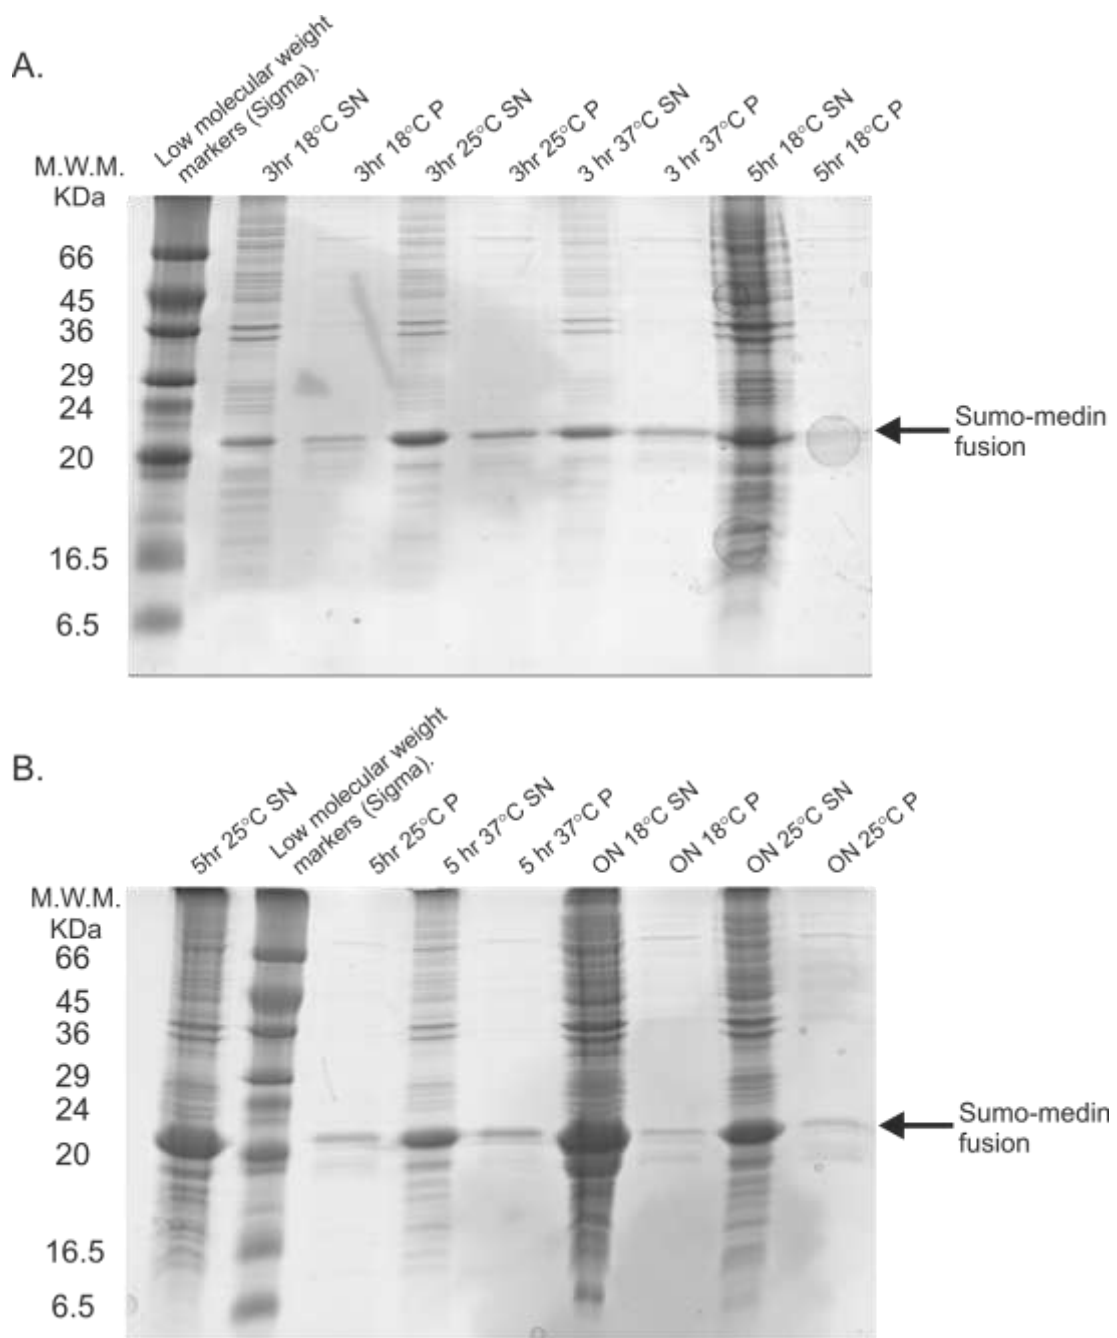 A.
Low molecular weight
markers (Sigma).
3hr 18°C SN
3hr 18°C P
3hr 25°C SN
3hr 25°C P
3 hr 37°C SN
3 hr 37°C P
5hr 18°C SN
5hr 18°C P
M.W.M.
KDa
66
45
36
29
24
20
16.5
6.5
Sumo-medin
fusion
B.
5hr 25°C SN
Low molecular weight
markers (Sigma).
5hr 25°C P
5 hr 37°C SN
5 hr 37°C P
ON 18°C SN
ON 18°C P
ON 25°C SN
ON 25°C P
M.W.M.
KDa
66
45
36
29
24
20
16.5
6.5
Sumo-medin
fusion